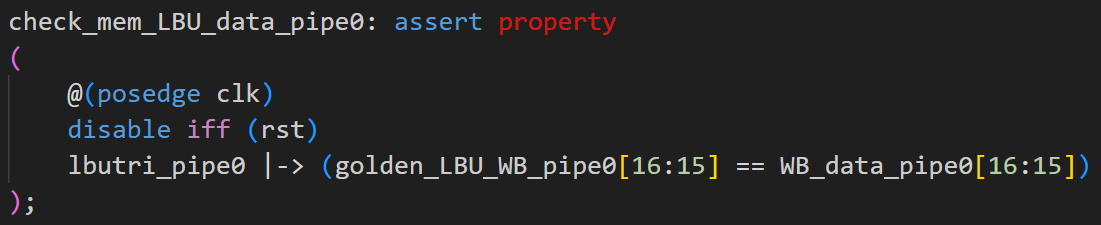 check_mem_LBU_data_pipe0: assert property
(
    @(posedge clk)
    disable iff (rst)
    lbutri_pipe0 |-> (golden_LBU_WB_pipe0[16:15] == WB_data_pipe0[16:15])
);